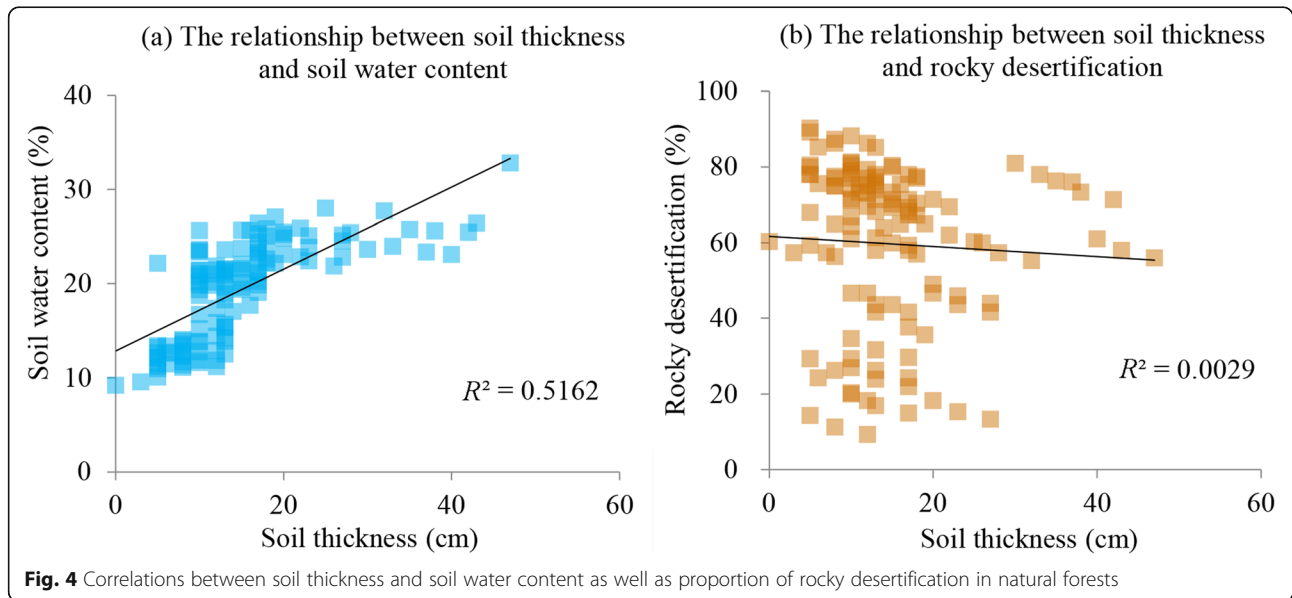 (a) The relationship between soil thickness
and soil water content
40
30
20
10
0
Soil water content (%)
R² = 0.5162
0 20 40 60
Soil thickness (cm)
(b) The relationship between soil thickness
and rocky desertification
100
80
60
40
20
0
Rocky desertification (%)
R² = 0.0029
0 20 40 60
Soil thickness (cm)
Fig. 4 Correlations between soil thickness and soil water content as well as proportion of rocky desertification in natural forests